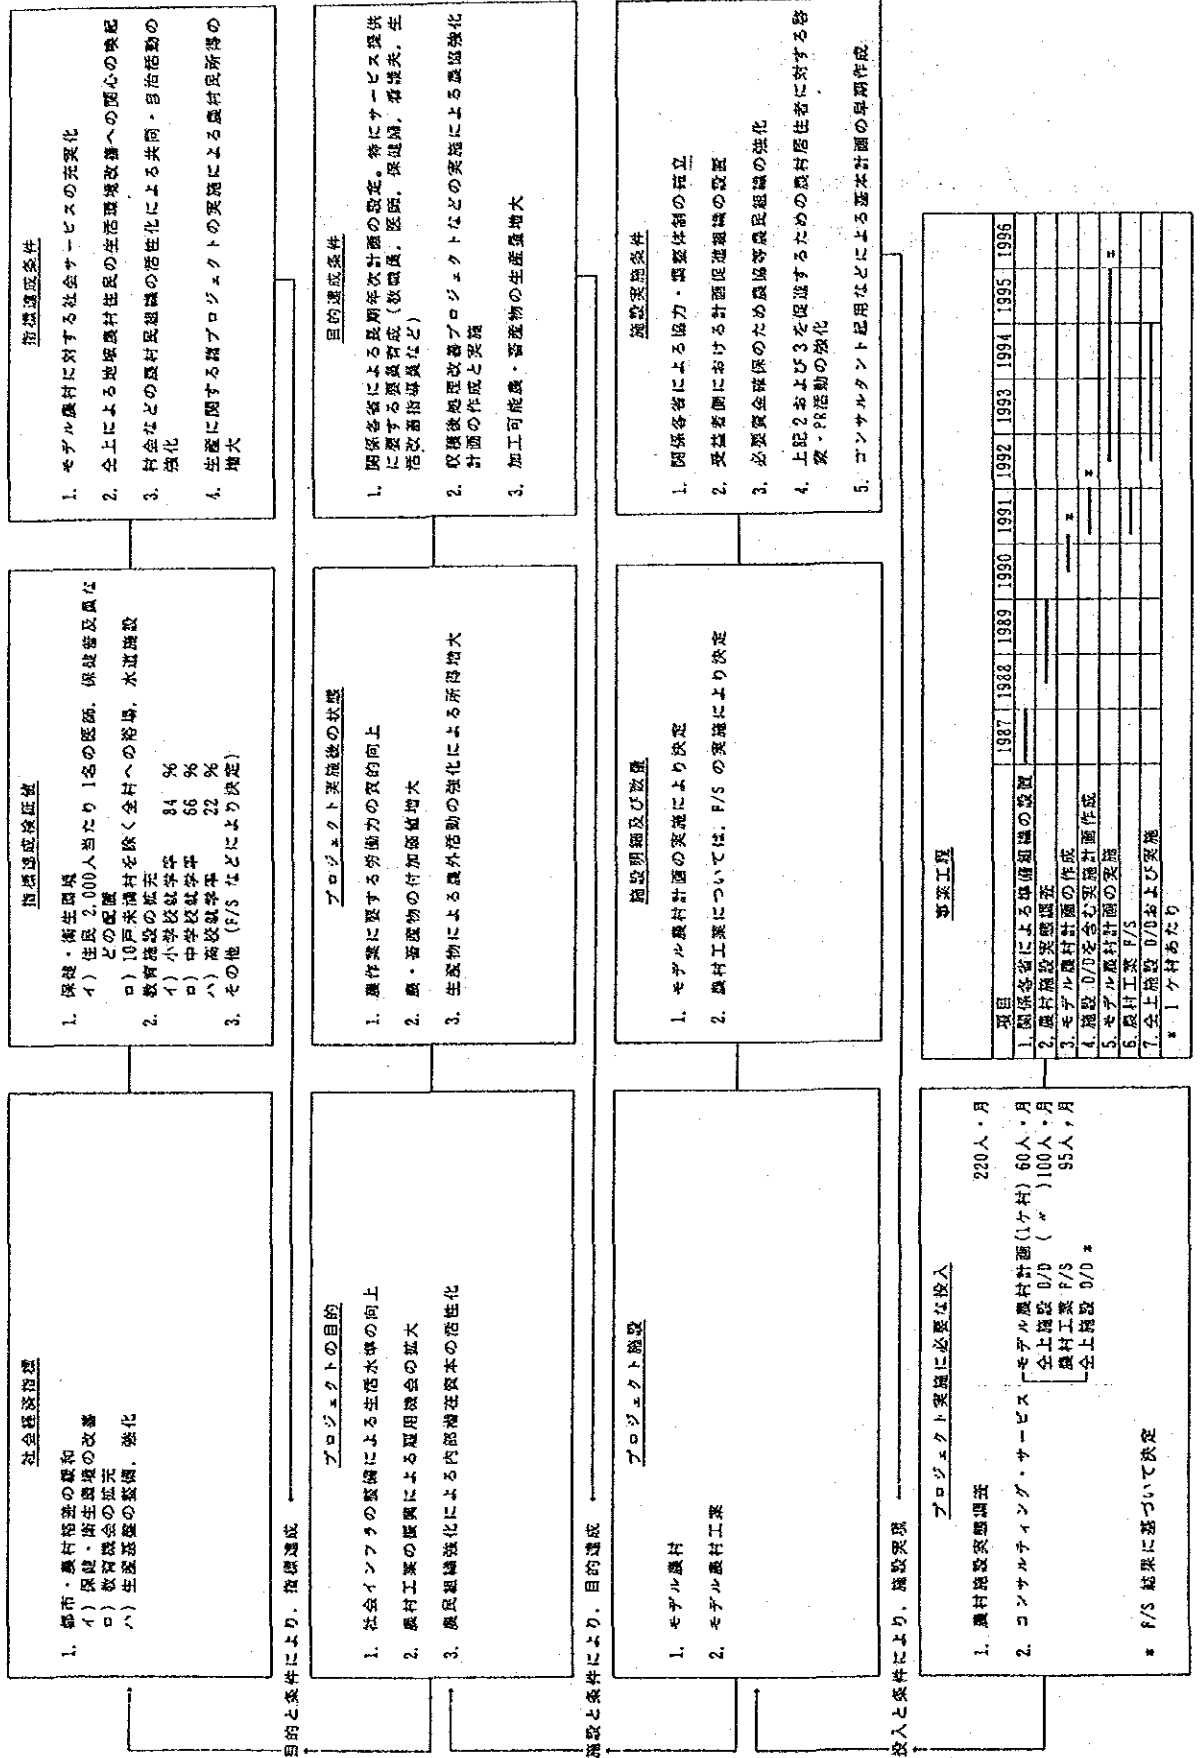 社会経済指標
1. 都市・農村格差の緩和
イ) 保健・衛生環境の改善
ロ) 教育機会の拡充
ハ) 生産基盤の整備、強化
指標達成検証値
1. 保健・衛生環境
イ) 住民 2,000人当たり 1名の医師、保健普及員な
どの配置
ロ) 10戸未満村を除く全村への浴場、水道施設
2. 教育施設の拡充
イ) 小学校就学率 84 %
ロ) 中学校就学率 66 %
ハ) 高校就学率 22 %
3. その他 (F/S などにより決定)
指標達成条件
1. モデル農村に対する社会サービスの充実化
2. 仝上による地域農村住民の生活環境改善への関心の喚起
3. 村会などの農村民組織の活性化による共同・自治活動の
強化
4. 生産に関する諸プロジェクトの実施による農村民所得の
増大
目的と条件により、指標達成
プロジェクトの目的
1. 社会インフラの整備による生活水準の向上
2. 農村工業の振興による雇用機会の拡大
3. 農民組織強化による内部潜在資本の活性化
プロジェクト実施後の状態
1. 農作業に要する労働力の質的向上
2. 農・畜産物の付加価値増大
3. 生産物による農外活動の強化による所得増大
目的達成条件
1. 関係各省による長期年次計画の設定。特にサービス提供
に要する要員育成 (教職員、医師、保健婦、看護夫、生
活改善指導員など)
2. 収穫後処理改善プロジェクトなどの実施による農協強化
計画の作成と実施
3. 加工可能農・畜産物の生産量増大
施設と条件により、目的達成
プロジェクト施設
1. モデル農村
2. モデル農村工業
施設明細及び数量
1. モデル農村計画の実施により決定
2. 農村工業については、F/S の実施により決定
施設実施条件
1. 関係各省による協力・調整体制の確立
2. 受益者側における計画促進組織の設置
3. 必要資金確保のため農協等農民組織の強化
4. 上記 2 および 3 を促進するための農村居住者に対する啓
蒙・PR活動の強化
5. コンサルタント起用などによる基本計画の早期作成
投入と条件により、施設実現
プロジェクト実施に必要な投入
1. 農村施設実態調査 220人・月
2. コンサルティング・サービス モデル農村計画(1ケ村) 60人・月
仝上施設 D/D ( 〃 )100人・月
農村工業 F/S 95人・月
仝上施設 D/D *
* F/S 結果に基づいて決定
事業工程
項目 1987 1988 1989 1990 1991 1992 1993 1994 1995 1996
1. 関係各省による準備組織の設置
2. 農村施設実態調査
3. モデル農村計画の作成 *
4. 施設 D/Dを含む実施計画作成 *
5. モデル農村計画の実施 *
6. 農村工業 F/S
7. 仝上施設 D/Dおよび実施
* 1 ケ村あたり